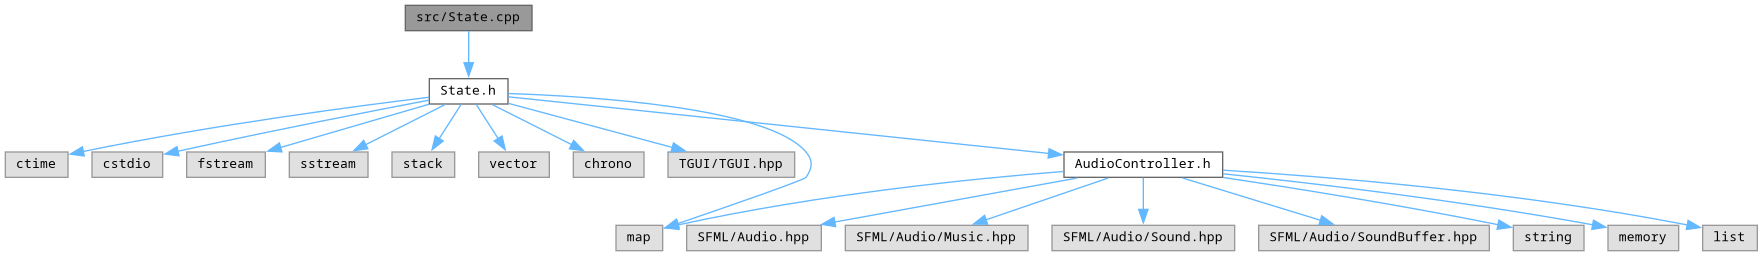 src/State.cpp
State.h
ctime
cstdio
fstream
sstream
stack
vector
chrono
TGUI/TGUI.hpp
AudioController.h
map
SFML/Audio.hpp
SFML/Audio/Music.hpp
SFML/Audio/Sound.hpp
SFML/Audio/SoundBuffer.hpp
string
memory
list